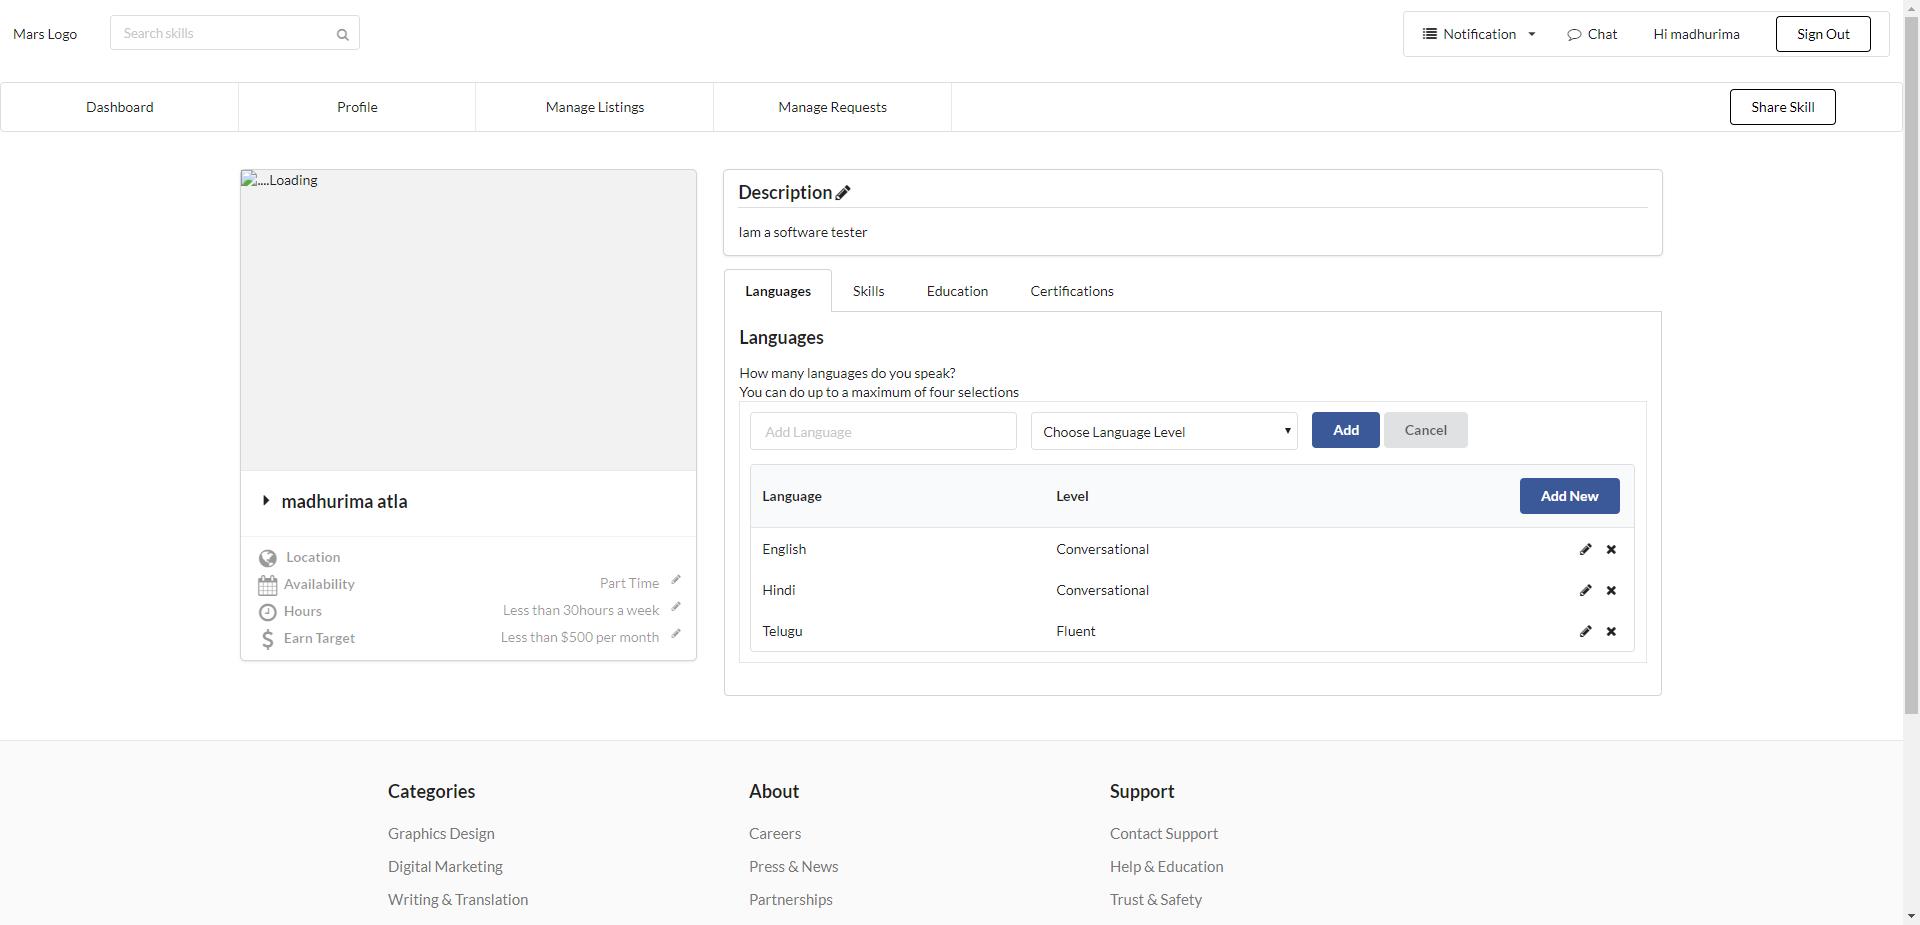 Mars Logo
Search skills
Notification
Chat
Hi madhurima
Sign Out
Dashboard
Profile
Manage Listings
Manage Requests
Share Skill
....Loading
madhurima atla
Location
Availability
Part Time
Hours
Less than 30hours a week
Earn Target
Less than $500 per month
Description
Iam a software tester
Languages
Skills
Education
Certifications
Languages
How many languages do you speak?
You can do up to a maximum of four selections
Add Language
Choose Language Level
Add
Cancel
Language
Level
Add New
English
Conversational
Hindi
Conversational
Telugu
Fluent
Categories
Graphics Design
Digital Marketing
Writing & Translation
About
Careers
Press & News
Partnerships
Support
Contact Support
Help & Education
Trust & Safety